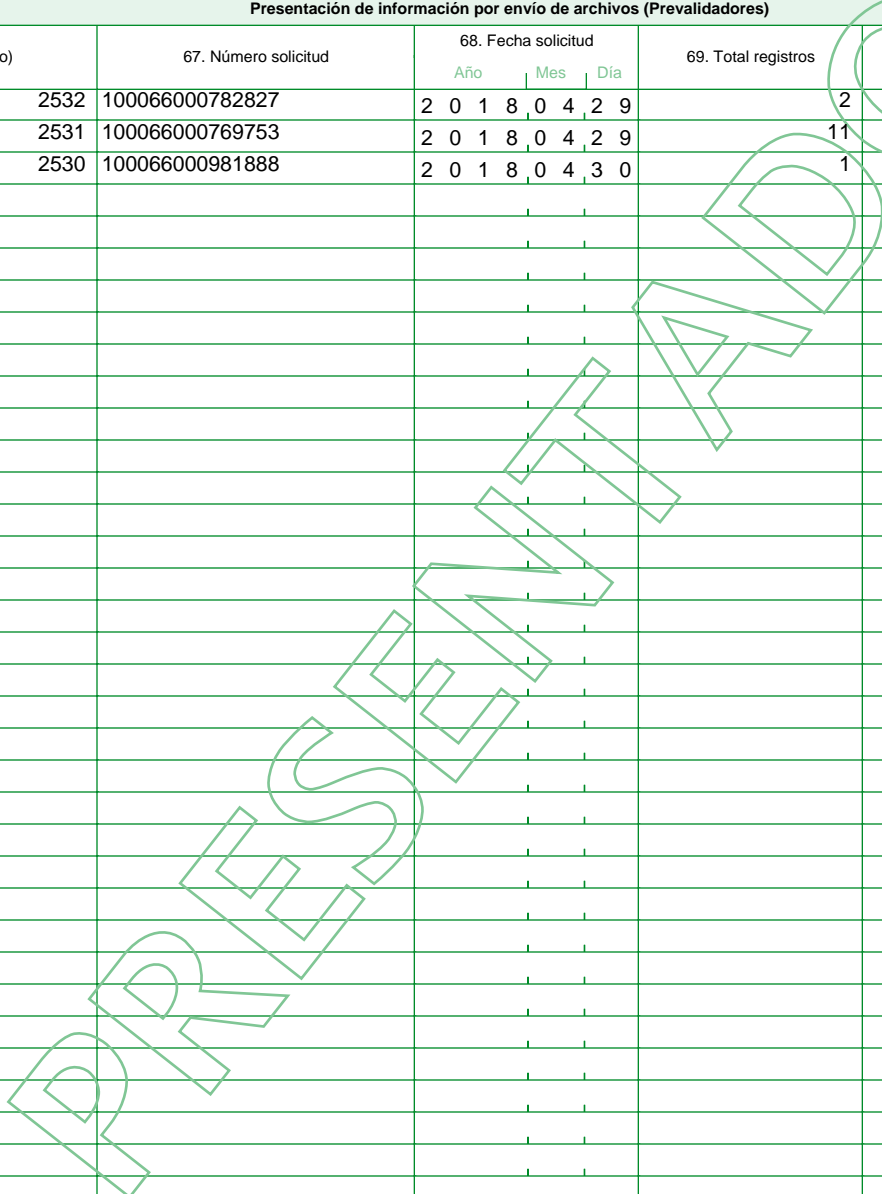 Presentación de información por envío de archivos (Prevalidadores)
o) 67. Número solicitud 68. Fecha solicitud 69. Total registros
Año Mes Día
2532 100066000782827 2 0 1 8 0 4 2 9 2
2531 100066000769753 2 0 1 8 0 4 2 9 11
2530 100066000981888 2 0 1 8 0 4 3 0 1
PRESENTADO